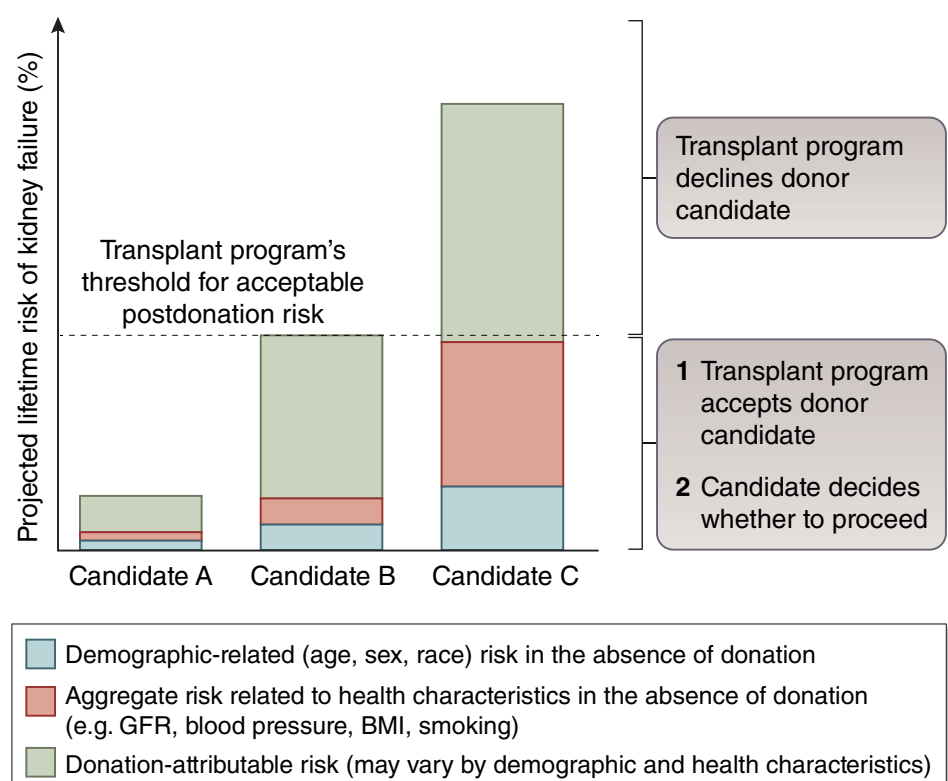 Projected lifetime risk of kidney failure (%)
Transplant program's
threshold for acceptable
postdonation risk
Candidate A
Candidate B
Candidate C
Transplant program
declines donor
candidate
1 Transplant program
accepts donor
candidate
2 Candidate decides
whether to proceed
Demographic-related (age, sex, race) risk in the absence of donation
Aggregate risk related to health characteristics in the absence of donation
(e.g. GFR, blood pressure, BMI, smoking)
Donation-attributable risk (may vary by demographic and health characteristics)